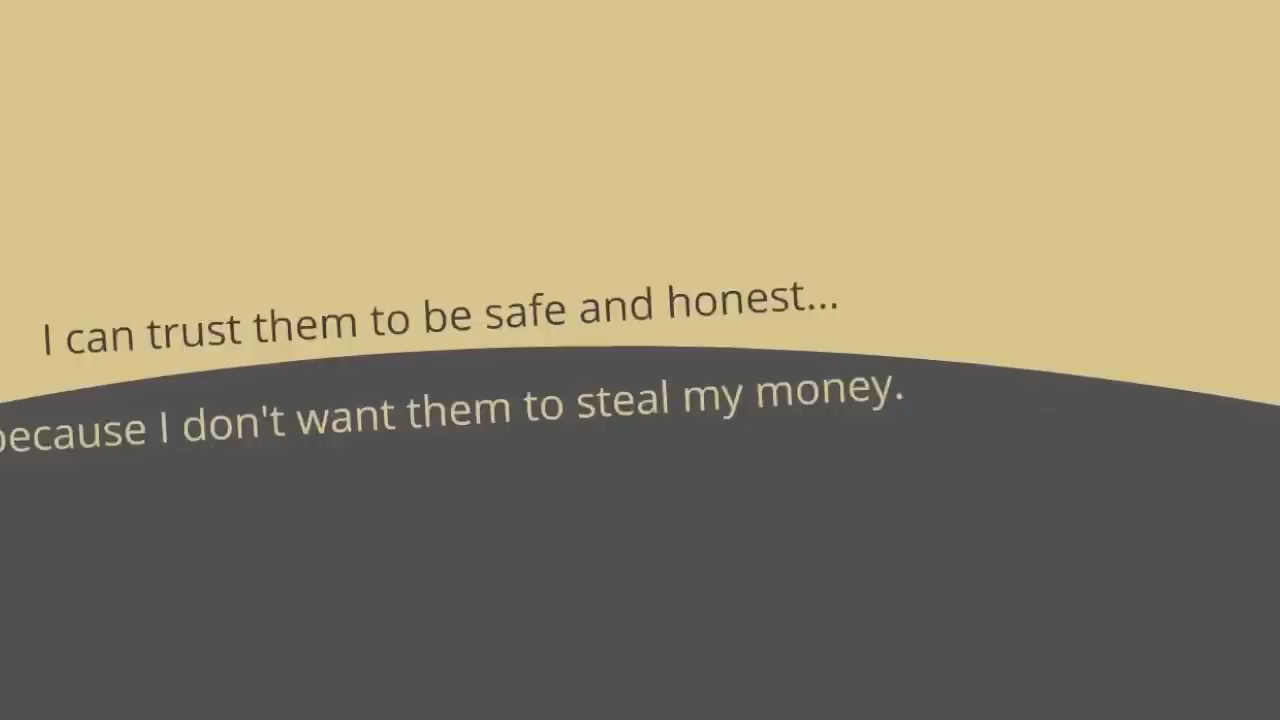 I can trust them to be safe and honest...
because I don't want them to steal my money.